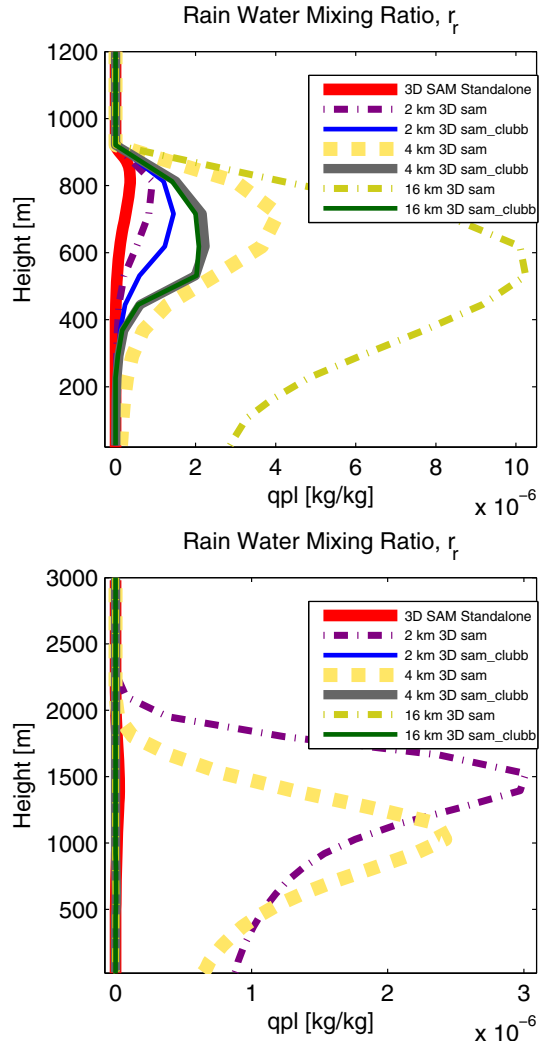 Rain Water Mixing Ratio, r_r
1200
1000
800
600
400
200
Height [m]
3D SAM Standalone
2 km 3D sam
2 km 3D sam_clubb
4 km 3D sam
4 km 3D sam_clubb
16 km 3D sam
16 km 3D sam_clubb
0 2 4 6 8 10
qpl [kg/kg]
x 10^-6
Rain Water Mixing Ratio, r_r
3000
2500
2000
1500
1000
500
Height [m]
3D SAM Standalone
2 km 3D sam
2 km 3D sam_clubb
4 km 3D sam
4 km 3D sam_clubb
16 km 3D sam
16 km 3D sam_clubb
0 1 2 3
qpl [kg/kg]
x 10^-6